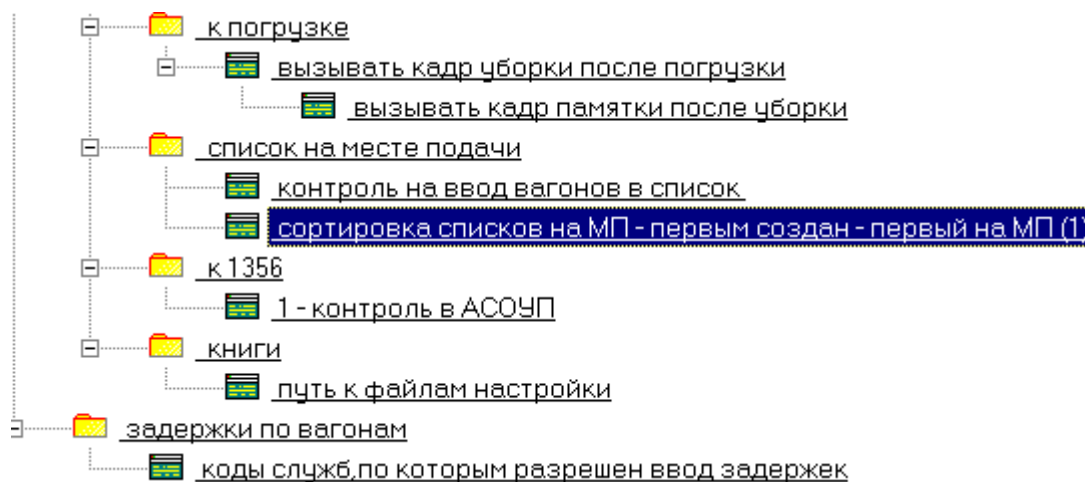 к погрузке
вызывать кадр уборки после погрузки
вызывать кадр памятки после уборки
список на месте подачи
контроль на ввод вагонов в список
сортировка списков на МП - первым создан - первый на МП (1)
к 1356
1 - контроль в АСОУП
книги
путь к файлам настройки
задержки по вагонам
коды служб,по которым разрешен ввод задержек